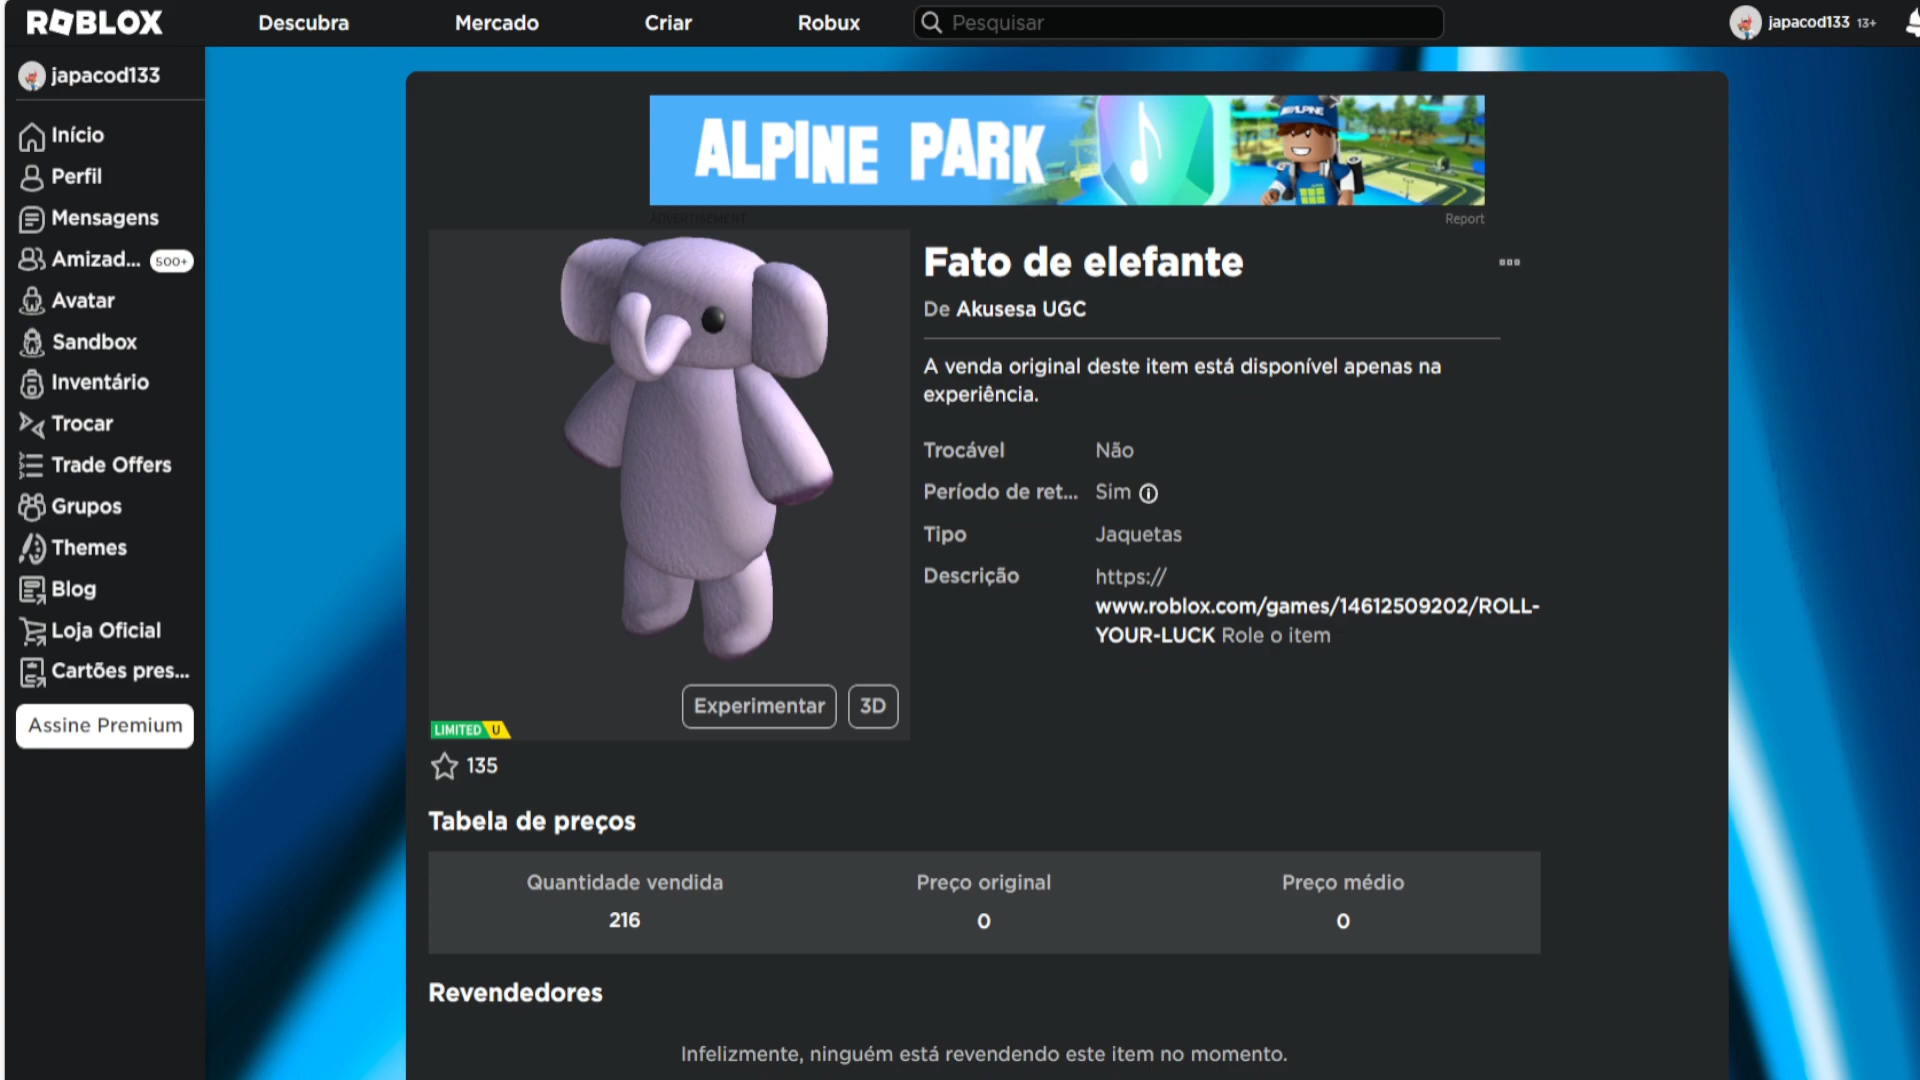 ROBLOX
Descubra
Mercado
Criar
Robux
Pesquisar
japacod133 13+
japacod133
Início
Perfil
Mensagens
Amizad... 500+
Avatar
Sandbox
Inventário
Trocar
Trade Offers
Grupos
Themes
Blog
Loja Oficial
Cartões pres...
Assine Premium
ALPINE PARK
ALPINE
ADVERTISEMENT
Report
Fato de elefante
De Akusesa UGC
A venda original deste item está disponível apenas na
experiência.
Trocável Não
Período de ret... Sim
Tipo Jaquetas
Descrição https://
www.roblox.com/games/14612509202/ROLL-
YOUR-LUCK Role o item
Experimentar
3D
LIMITED U
135
Tabela de preços
Quantidade vendida Preço original Preço médio
216 0 0
Revendedores
Infelizmente, ninguém está revendendo este item no momento.